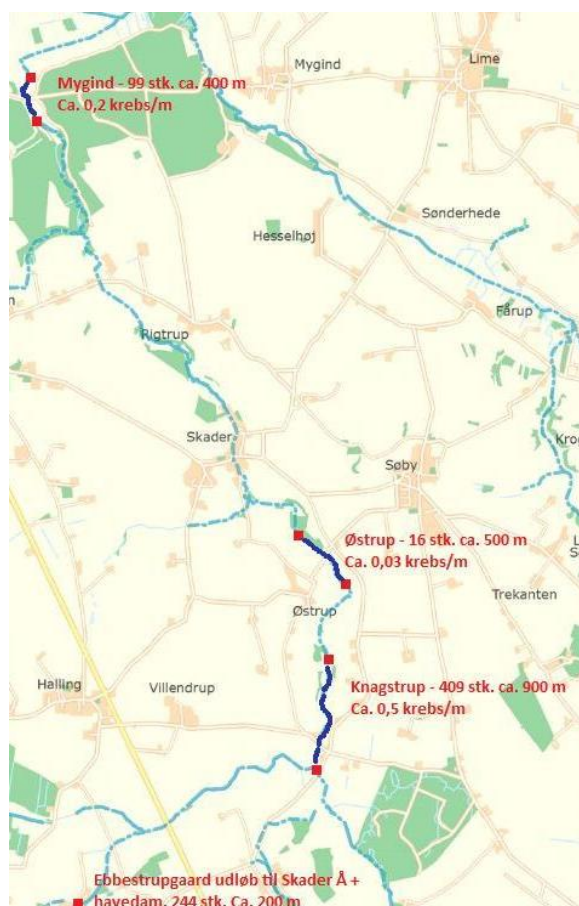 Mygind
Lime
Mygind - 99 stk. ca. 400 m
Ca. 0,2 krebs/m
Sønderhede
Hesselhøj
Fårup
Rigtrup
Skader
Søby
Østrup - 16 stk. ca. 500 m
Ca. 0,03 krebs/m
Trekanten
Østrup
Halling
Villendrup
Knagstrup - 409 stk. ca. 900 m
Ca. 0,5 krebs/m
Ebbestrupgaard udløb til Skader Å +
havedam. 244 stk. Ca. 200 m